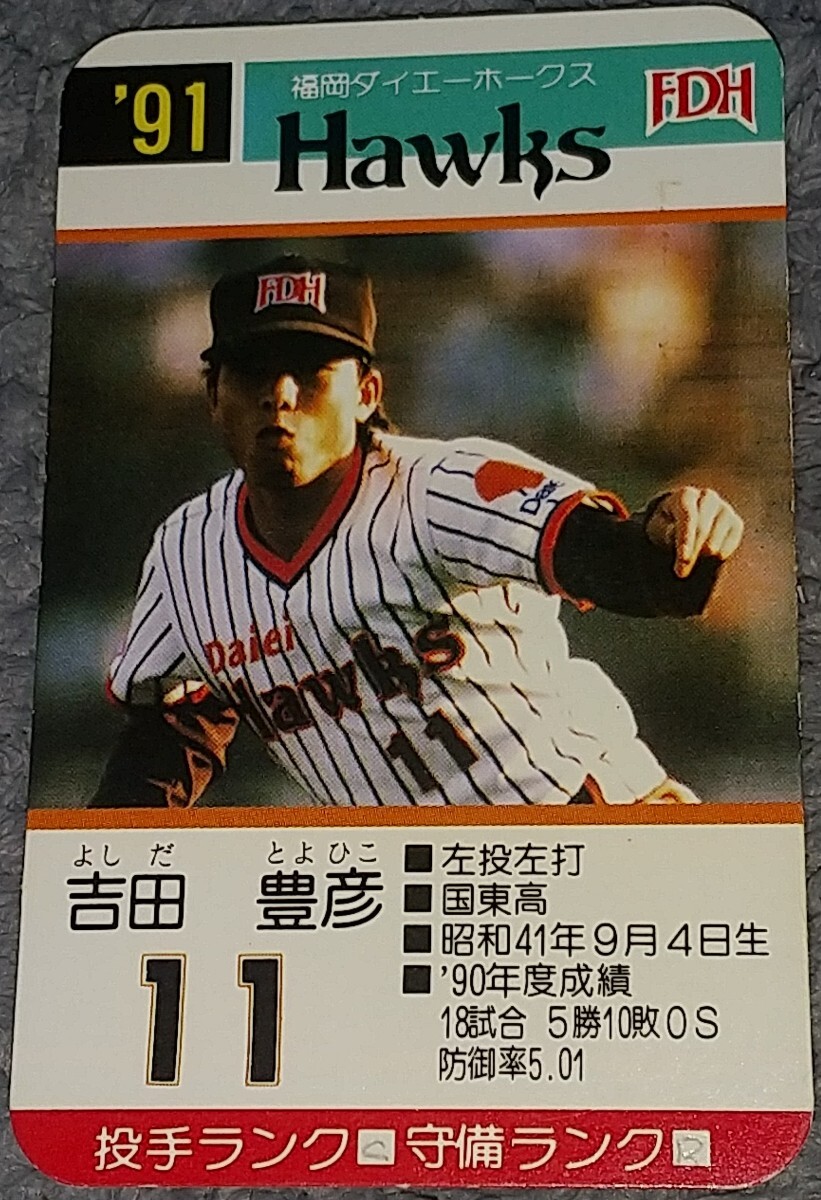 '91
福岡ダイエーホークス
Hawks
FDH
FDH
Daiei
Daiei
Hawks
11
よしだ とよひこ
吉田 豊彦
11
■左投左打
■国東高
■昭和41年9月4日生
■'90年度成績
18試合 5勝10敗0S
防御率5.01
投手ランク 守備ランク